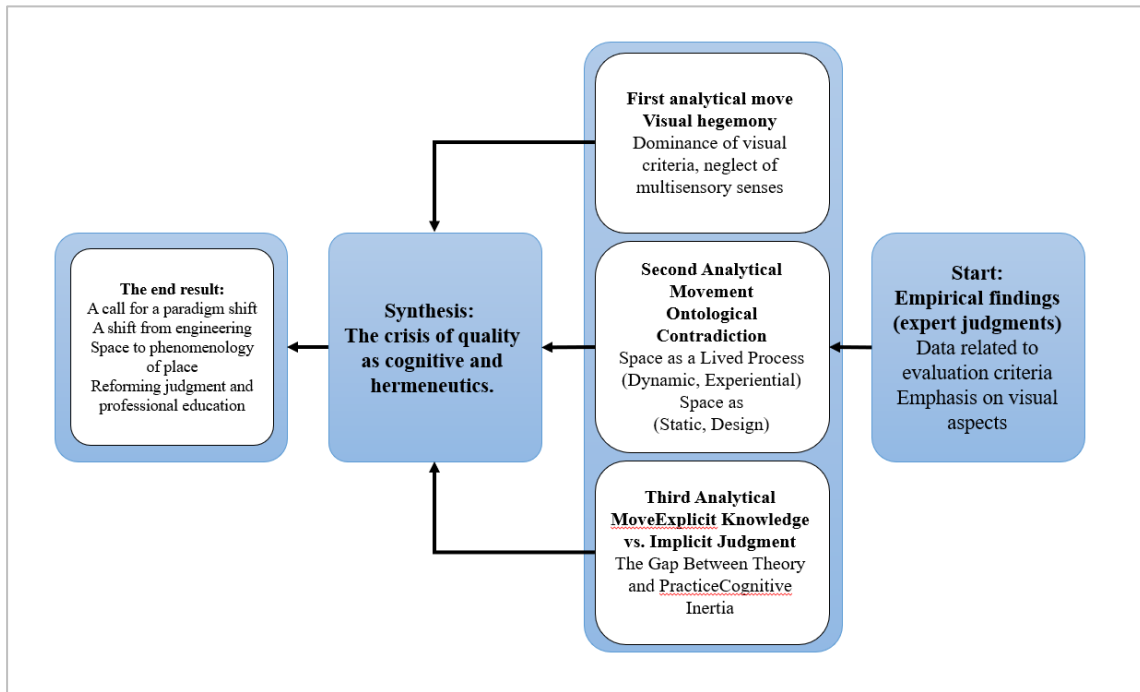 First analytical move
Visual hegemony
Dominance of visual
criteria, neglect of
multisensory senses
The end result:
A call for a paradigm shift
A shift from engineering
Space to phenomenology
of place
Reforming judgment and
professional education
Synthesis:
The crisis of quality
as cognitive and
hermeneutics.
Second Analytical
Movement
Ontological
Contradiction
Space as a Lived Process
(Dynamic, Experiential)
Space as
(Static, Design)
Start:
Empirical findings
(expert judgments)
Data related to
evaluation criteria
Emphasis on visual
aspects
Third Analytical
MoveExplicit Knowledge
vs. Implicit Judgment
The Gap Between Theory
and PracticeCognitive
Inertia